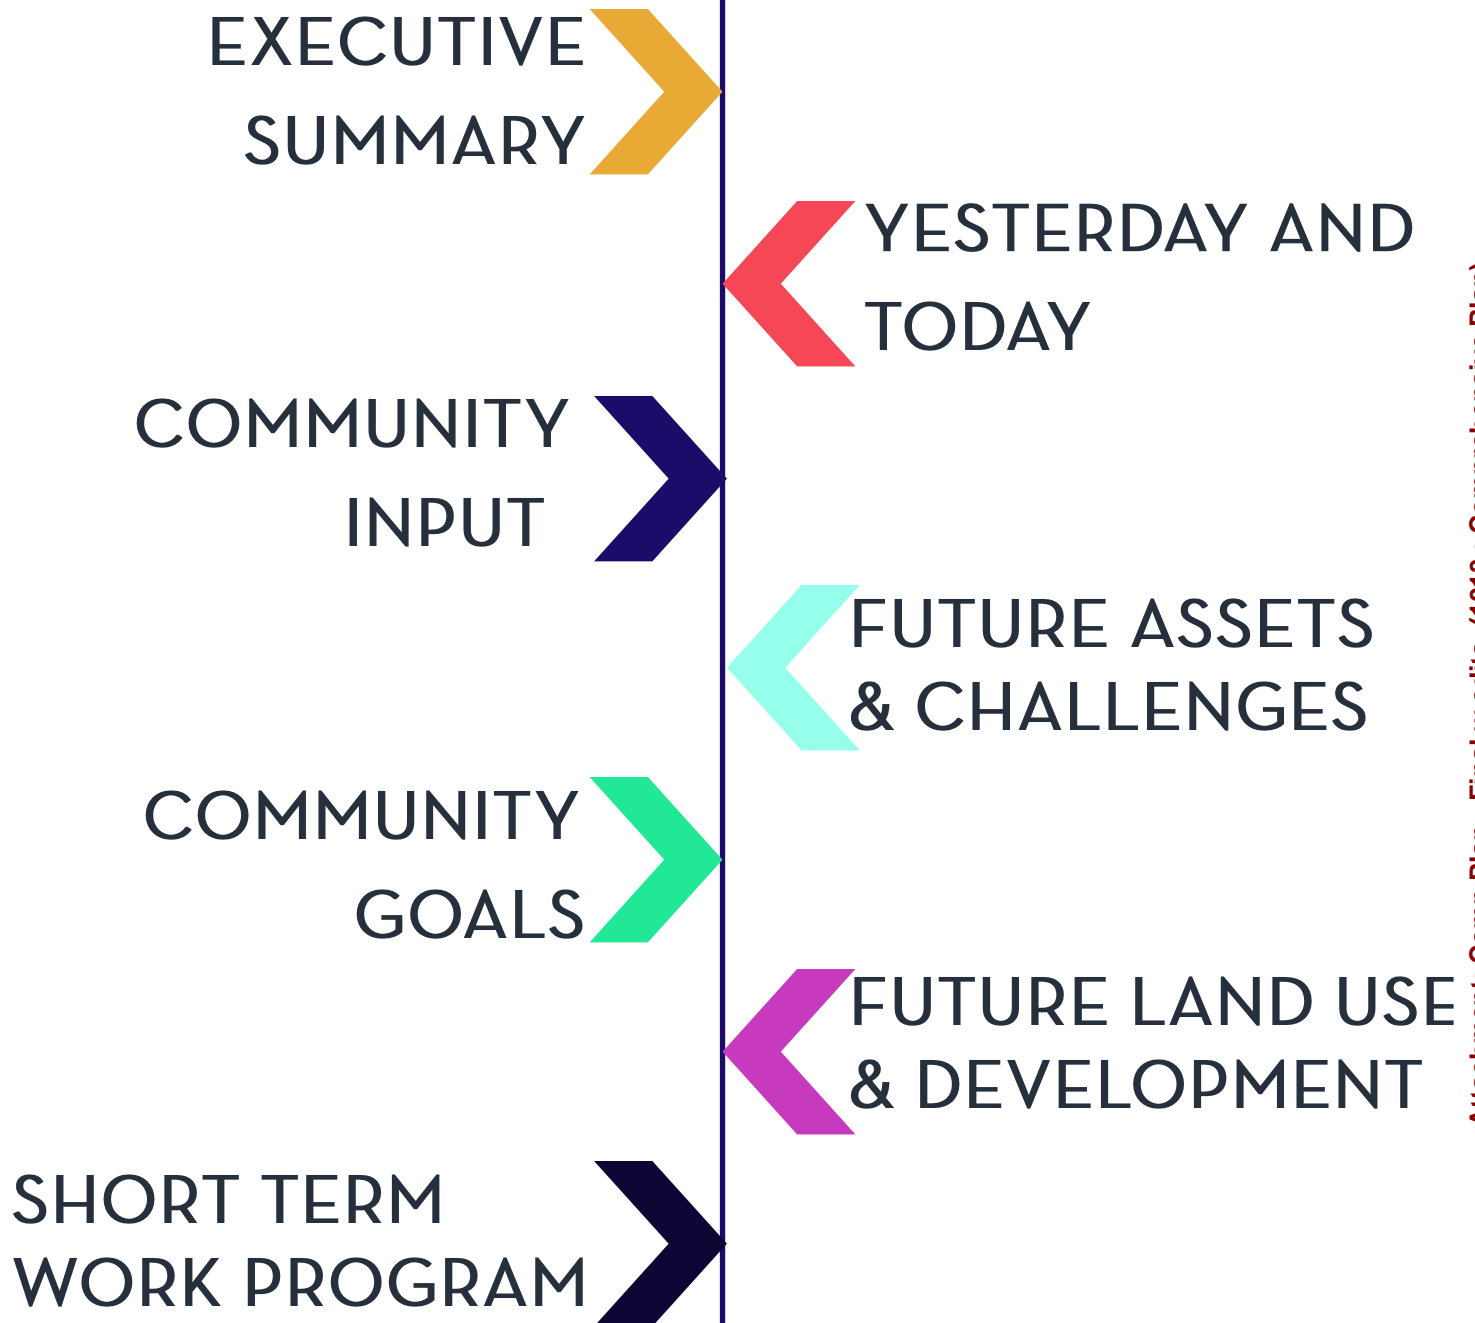 EXECUTIVE
SUMMARY
YESTERDAY AND
TODAY
COMMUNITY
INPUT
FUTURE ASSETS
& CHALLENGES
COMMUNITY
GOALS
FUTURE LAND USE
& DEVELOPMENT
SHORT TERM
WORK PROGRAM